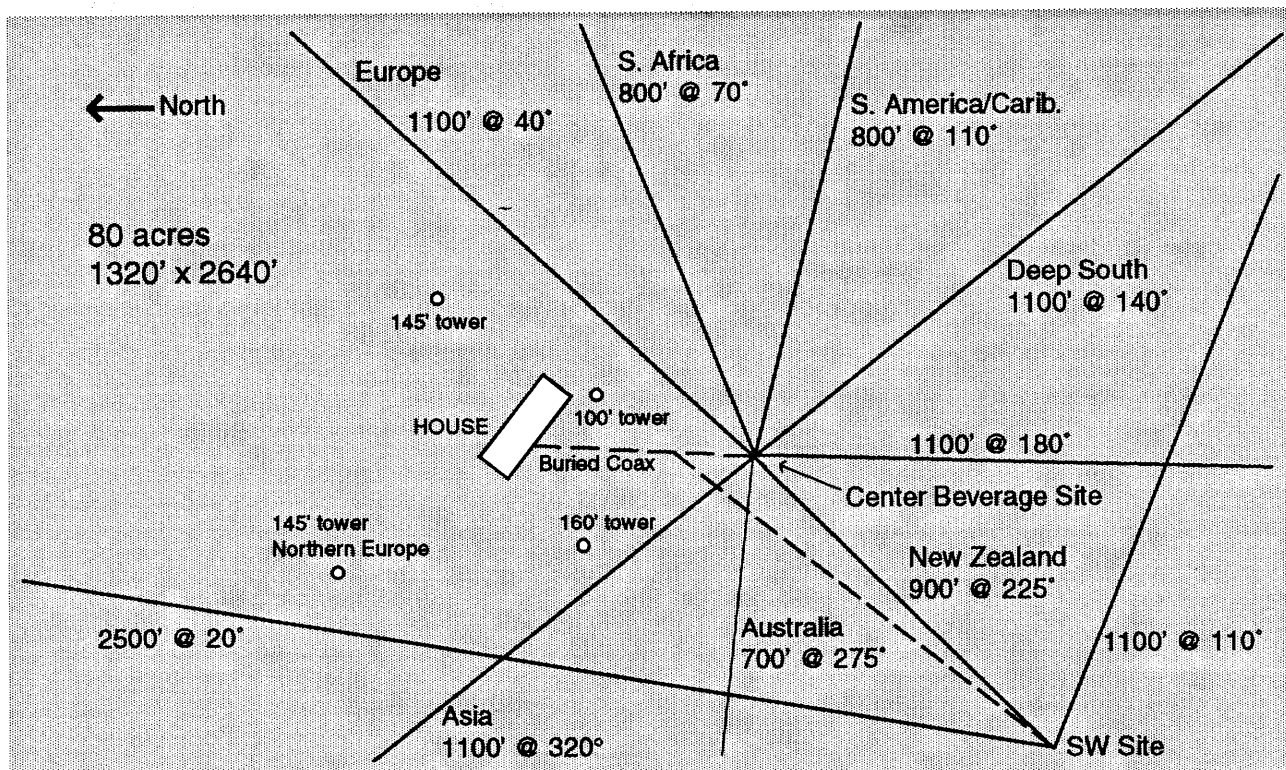 Europe
1100' @ 40°
S. Africa
800' @ 70°
S. America/Carib.
800' @ 110°
North
80 acres
1320' x 2640'
Deep South
1100' @ 140°
145' tower
HOUSE
100' tower
Buried Coax
1100' @ 180°
Center Beverage Site
145' tower
Northern Europe
160' tower
New Zealand
900' @ 225°
2500' @ 20°
Australia
700' @ 275°
1100' @ 110°
Asia
1100' @ 320°
SW Site